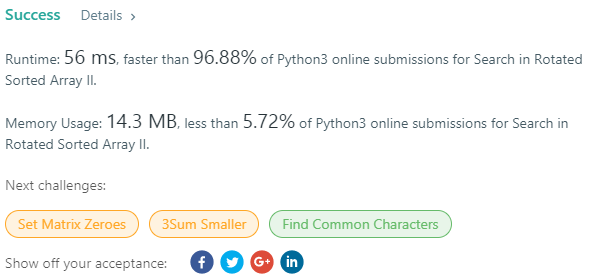 Success Details >
Runtime: 56 ms, faster than 96.88% of Python3 online submissions for Search in Rotated
Sorted Array II.
Memory Usage: 14.3 MB, less than 5.72% of Python3 online submissions for Search in
Rotated Sorted Array II.
Next challenges:
Set Matrix Zeroes 3Sum Smaller Find Common Characters
Show off your acceptance: f G+ in